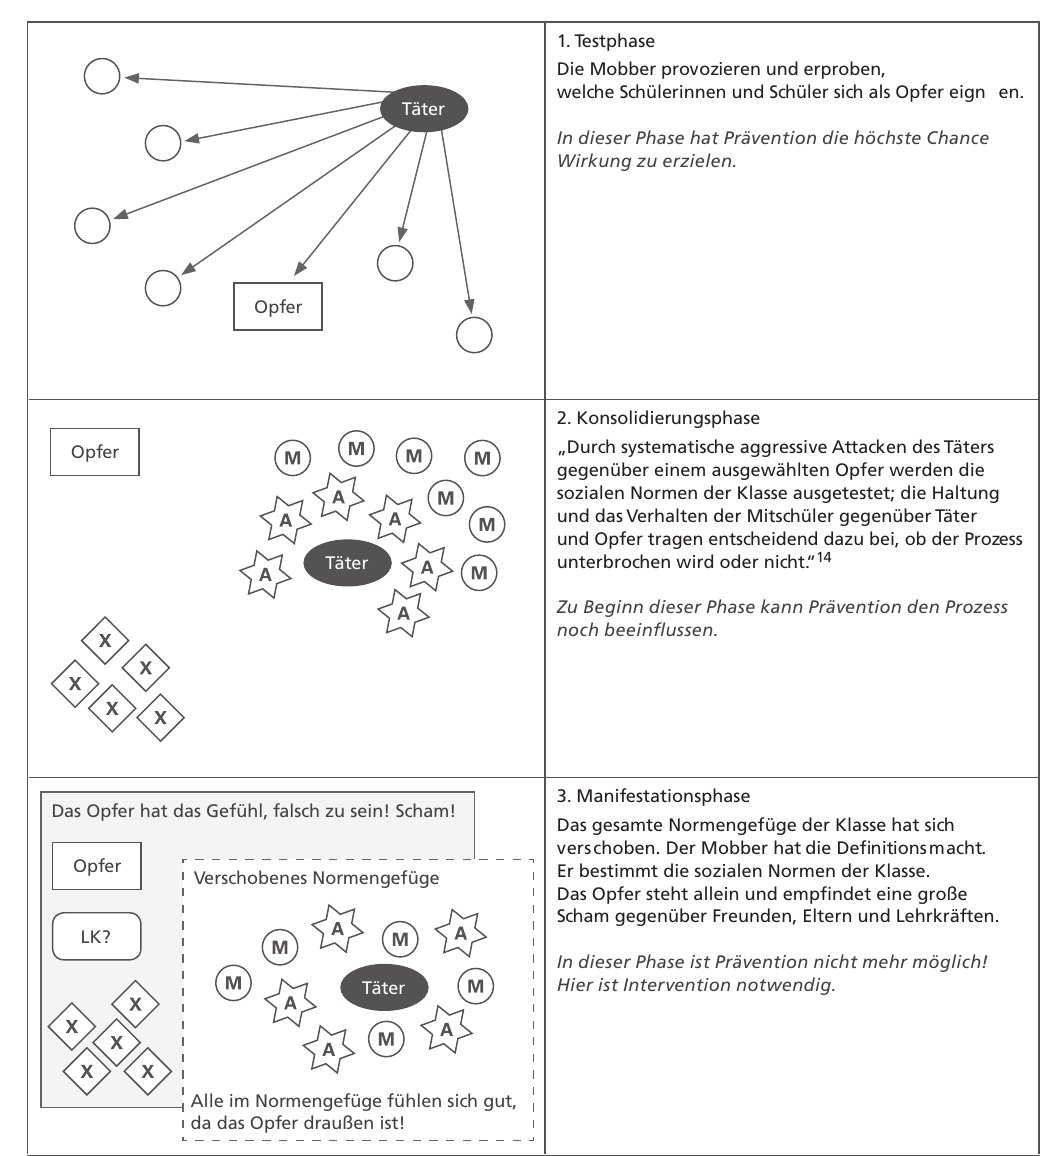 Täter
Opfer
1. Testphase
Die Mobber provozieren und erproben,
welche Schülerinnen und Schüler sich als Opfer eign en.
In dieser Phase hat Prävention die höchste Chance
Wirkung zu erzielen.
Opfer
M
M
M
M
A
A
M
A
M
Täter
A
A
M
A
X
X
X
X
X
2. Konsolidierungsphase
„Durch systematische aggressive Attacken des Täters
gegenüber einem ausgewählten Opfer werden die
sozialen Normen der Klasse ausgetestet; die Haltung
und das Verhalten der Mitschüler gegenüber Täter
und Opfer tragen entscheidend dazu bei, ob der Prozess
unterbrochen wird oder nicht.“14
Zu Beginn dieser Phase kann Prävention den Prozess
noch beeinflussen.
Das Opfer hat das Gefühl, falsch zu sein! Scham!
Opfer
LK?
X
X
X
X
X
Verschobenes Normengefüge
A
A
M
M
M
Täter
M
A
A
M
A
Alle im Normengefüge fühlen sich gut,
da das Opfer draußen ist!
3. Manifestationsphase
Das gesamte Normengefüge der Klasse hat sich
verschoben. Der Mobber hat die Definitionsmacht.
Er bestimmt die sozialen Normen der Klasse.
Das Opfer steht allein und empfindet eine große
Scham gegenüber Freunden, Eltern und Lehrkräften.
In dieser Phase ist Prävention nicht mehr möglich!
Hier ist Intervention notwendig.